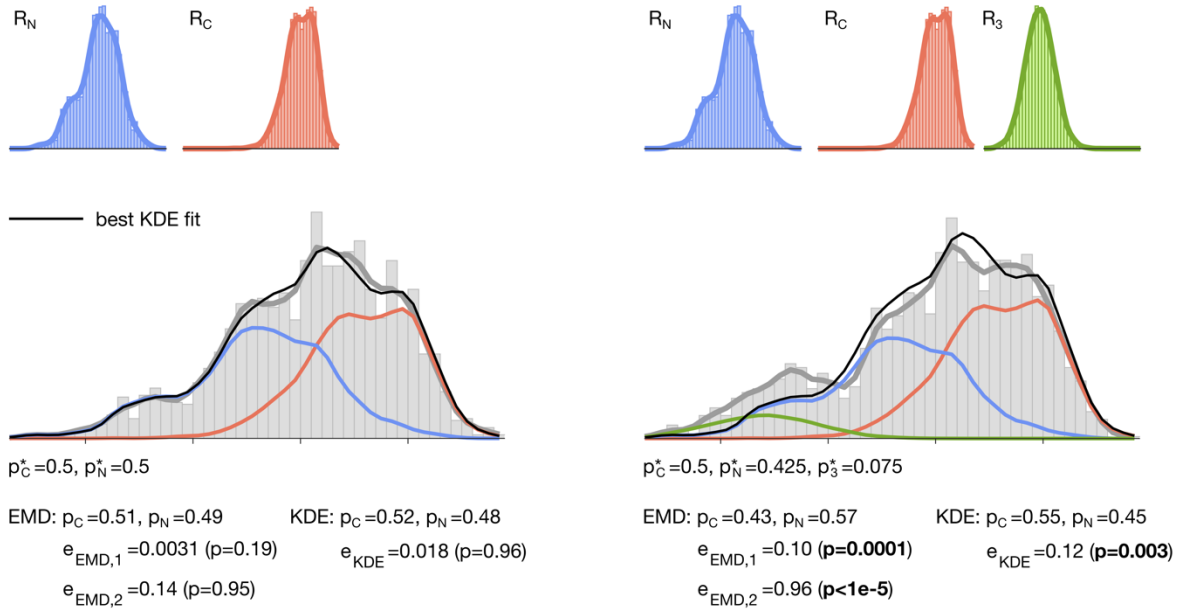 R_N R_C
R_N R_C R_3
best KDE fit
p*_C=0.5, p*_N=0.5
EMD: p_C=0.51, p_N=0.49 KDE: p_C=0.52, p_N=0.48
e_EMD,1=0.0031 (p=0.19) e_KDE=0.018 (p=0.96)
e_EMD,2=0.14 (p=0.95)
p*_C=0.5, p*_N=0.425, p*_3=0.075
EMD: p_C=0.43, p_N=0.57 KDE: p_C=0.55, p_N=0.45
e_EMD,1=0.10 (p=0.0001) e_KDE=0.12 (p=0.003)
e_EMD,2=0.96 (p<1e-5)